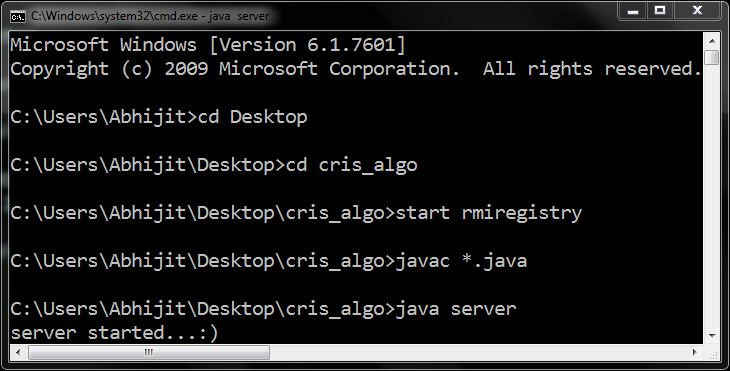 C:\Windows\system32\cmd.exe - java  server
Microsoft Windows [Version 6.1.7601]
Copyright (c) 2009 Microsoft Corporation.  All rights reserved.
C:\Users\Abhijit>cd Desktop
C:\Users\Abhijit\Desktop>cd cris_algo
C:\Users\Abhijit\Desktop\cris_algo>start rmiregistry
C:\Users\Abhijit\Desktop\cris_algo>javac *.java
C:\Users\Abhijit\Desktop\cris_algo>java server
server started...:)